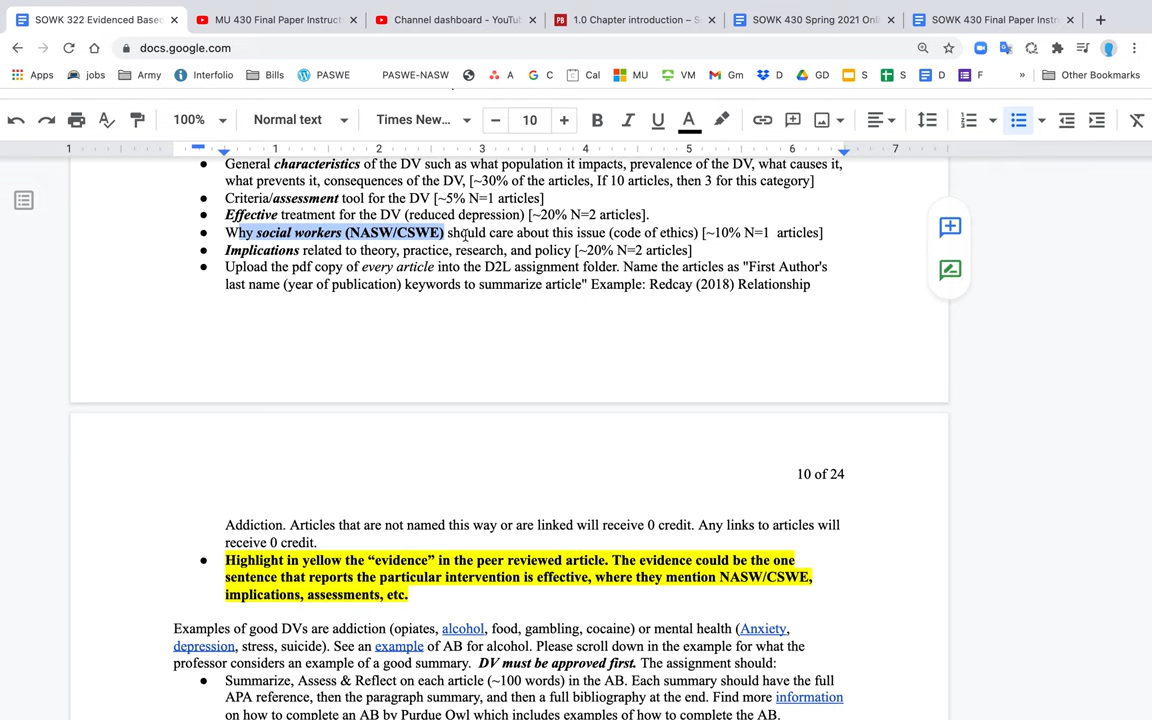 SOWK 322 Evidenced Based
MU 430 Final Paper Instruct
Channel dashboard - YouTu
1.0 Chapter introduction – S
SOWK 430 Spring 2021 Onl
SOWK 430 Final Paper Instr
docs.google.com
Apps jobs Army Interfolio Bills PASWE PASWE-NASW A C Cal MU VM Gm D GD S S D F » Other Bookmarks
100% Normal text Times New... 10 B I U A
1 1 2 3 4 5 6 7
● General characteristics of the DV such as what population it impacts, prevalence of the DV, what causes it,
what prevents it, consequences of the DV, [~30% of the articles, If 10 articles, then 3 for this category]
● Criteria/assessment tool for the DV [~5% N=1 articles]
● Effective treatment for the DV (reduced depression) [~20% N=2 articles].
● Why social workers (NASW/CSWE) should care about this issue (code of ethics) [~10% N=1 articles]
● Implications related to theory, practice, research, and policy [~20% N=2 articles]
● Upload the pdf copy of every article into the D2L assignment folder. Name the articles as "First Author's
last name (year of publication) keywords to summarize article" Example: Redcay (2018) Relationship
10 of 24
Addiction. Articles that are not named this way or are linked will receive 0 credit. Any links to articles will
receive 0 credit.
● Highlight in yellow the “evidence” in the peer reviewed article. The evidence could be the one
sentence that reports the particular intervention is effective, where they mention NASW/CSWE,
implications, assessments, etc.
Examples of good DVs are addiction (opiates, alcohol, food, gambling, cocaine) or mental health (Anxiety,
depression, stress, suicide). See an example of AB for alcohol. Please scroll down in the example for what the
professor considers an example of a good summary. DV must be approved first. The assignment should:
● Summarize, Assess & Reflect on each article (~100 words) in the AB. Each summary should have the full
APA reference, then the paragraph summary, and then a full bibliography at the end. Find more information
on how to complete an AB by Purdue Owl which includes examples of how to complete the AB.